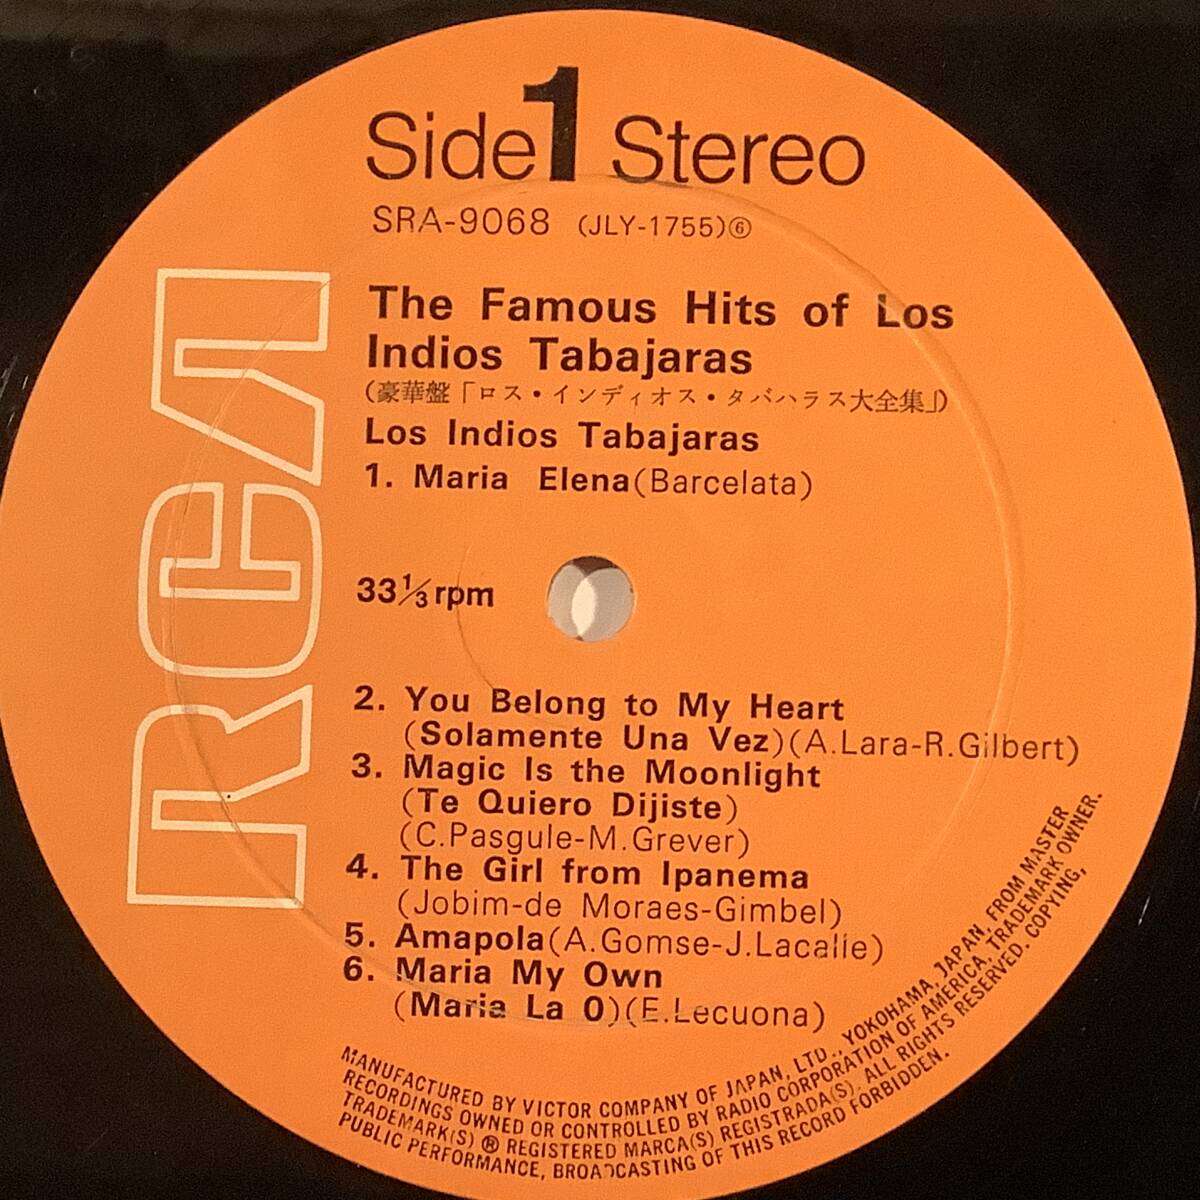 Side 1 Stereo
SRA-9068 (JLY-1755)⑥
The Famous Hits of Los
Indios Tabajaras
(豪華盤「ロス・インディオス・タバハラス大全集」)
Los Indios Tabajaras
1. Maria Elena(Barcelata)
RCA
33⅓ rpm
2. You Belong to My Heart
(Solamente Una Vez)(A.Lara-R.Gilbert)
3. Magic Is the Moonlight
(Te Quiero Dijiste)
(C.Pasgule-M.Grever)
4. The Girl from Ipanema
(Jobim-de Moraes-Gimbel)
5. Amapola(A.Gomse-J.Lacalle)
6. Maria My Own
(Maria La O)(E.Lecuona)
MANUFACTURED BY VICTOR COMPANY OF JAPAN, LTD., YOKOHAMA, JAPAN, FROM MASTER
RECORDINGS OWNED OR CONTROLLED BY RADIO CORPORATION OF AMERICA, TRADEMARK OWNER.
TRADEMARK(S) ® REGISTERED MARCA(S) REGISTRADA(S). ALL RIGHTS RESERVED. COPYING,
PUBLIC PERFORMANCE, BROADCASTING OF THIS RECORD FORBIDDEN.